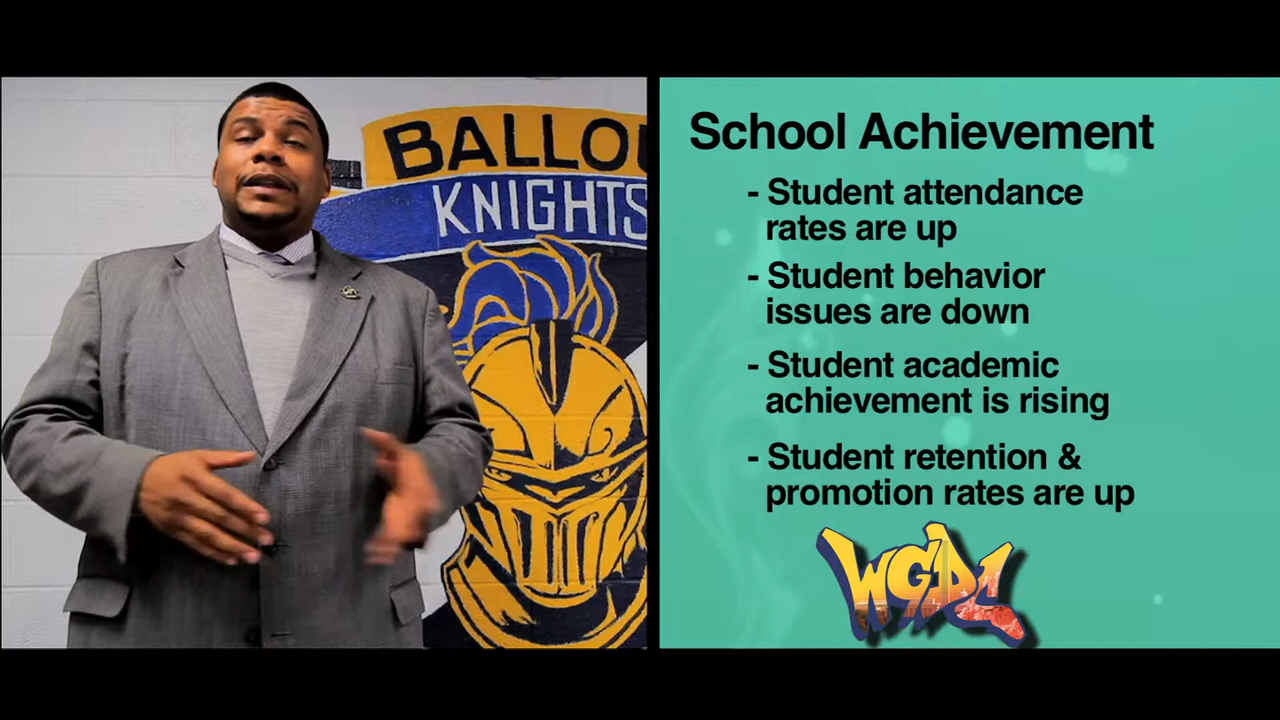 BALLOU
KNIGHTS
School Achievement
- Student attendance
rates are up
- Student behavior
issues are down
- Student academic
achievement is rising
- Student retention &
promotion rates are up
WGDC